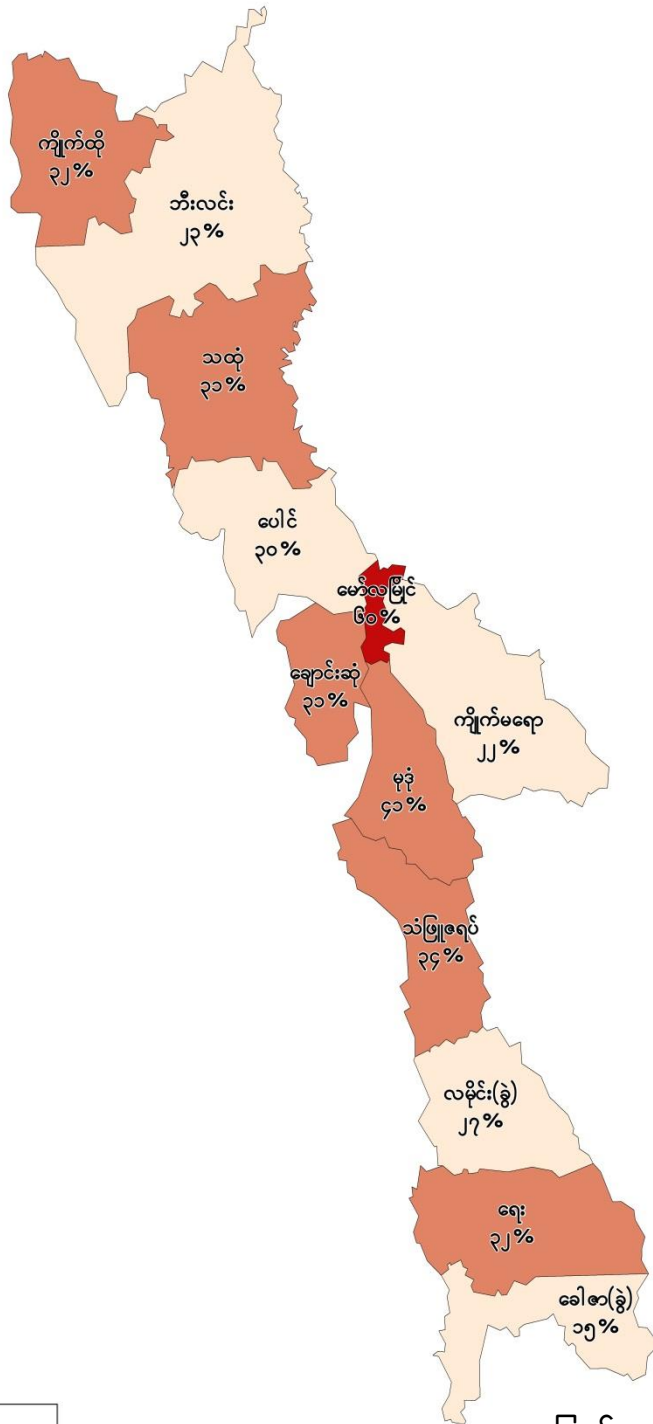 ကျိုက်ထို
၃၂%
ဘီးလင်း
၂၃%
သထုံ
၃၁%
ပေါင်
၃၀%
မော်လမြိုင်
၆၀%
ချောင်းဆုံ
၃၁%
ကျိုက်မရော
၂၂%
မုဒုံ
၄၁%
သံဖြူဇရပ်
၃၄%
လမိုင်း(ခွဲ)
၂၇%
ရေး
၃၂%
ခေါဇာ(ခွဲ)
၁၅%